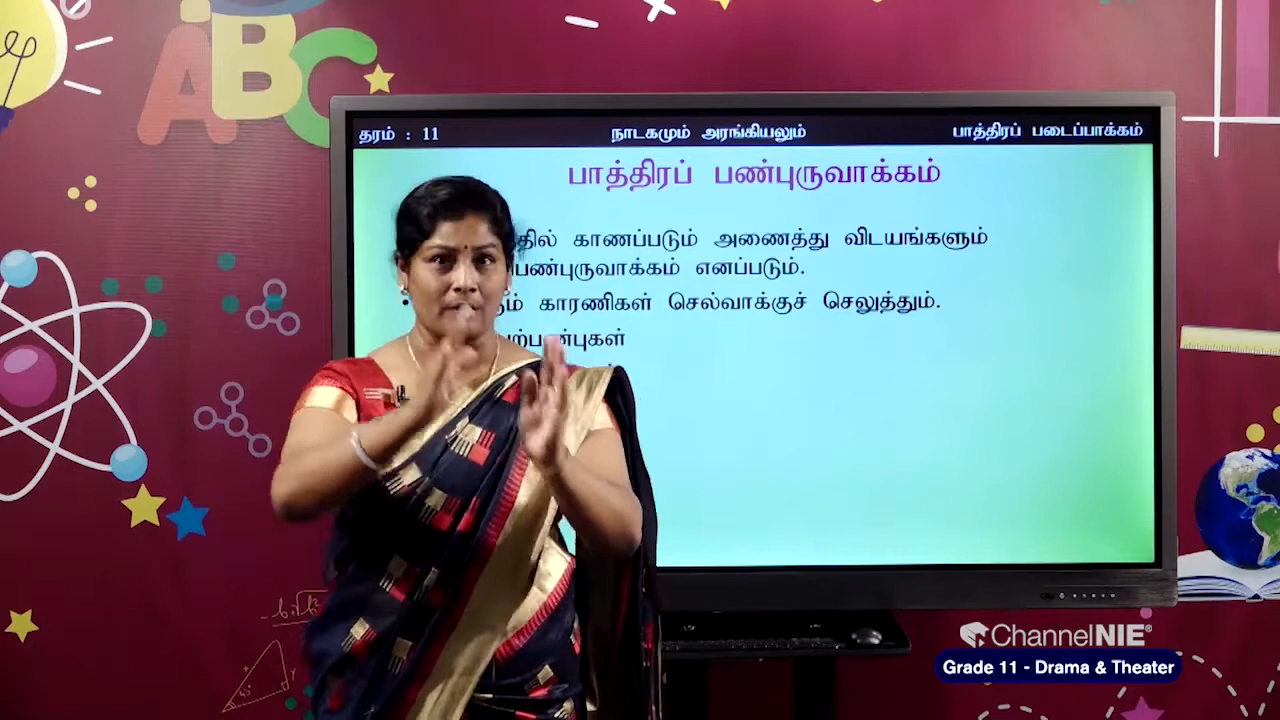 ABC
தரம் : 11 நாடகமும் அரங்கியலும் பாத்திரப் படைப்பாக்கம்
பாத்திரப் பண்புருவாக்கம்
காணப்படும் அணைத்து விடயங்களும்
பண்புருவாக்கம் எனப்படும்.
காரணிகள் செல்வாக்குச் செலுத்தும்.
ChannelNIE
Grade 11 - Drama & Theater